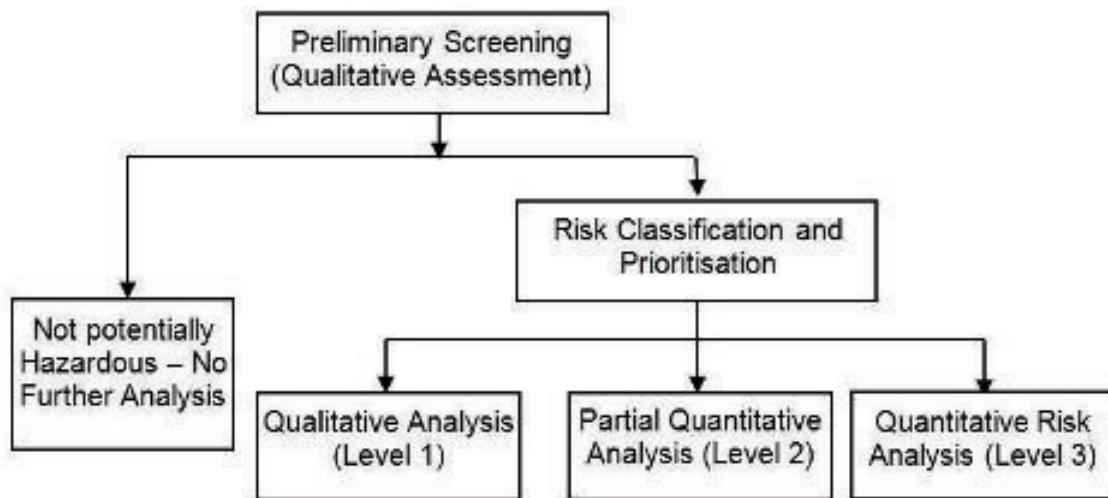 Preliminary Screening
(Qualitative Assessment)
Risk Classification and
Prioritisation
Not potentially
Hazardous – No
Further Analysis
Qualitative Analysis
(Level 1)
Partial Quantitative
Analysis (Level 2)
Quantitative Risk
Analysis (Level 3)